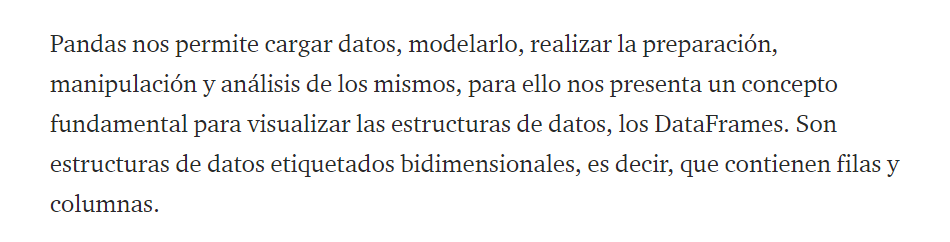 Pandas nos permite cargar datos, modelarlo, realizar la preparación,
manipulación y análisis de los mismos, para ello nos presenta un concepto
fundamental para visualizar las estructuras de datos, los DataFrames. Son
estructuras de datos etiquetados bidimensionales, es decir, que contienen filas y
columnas.